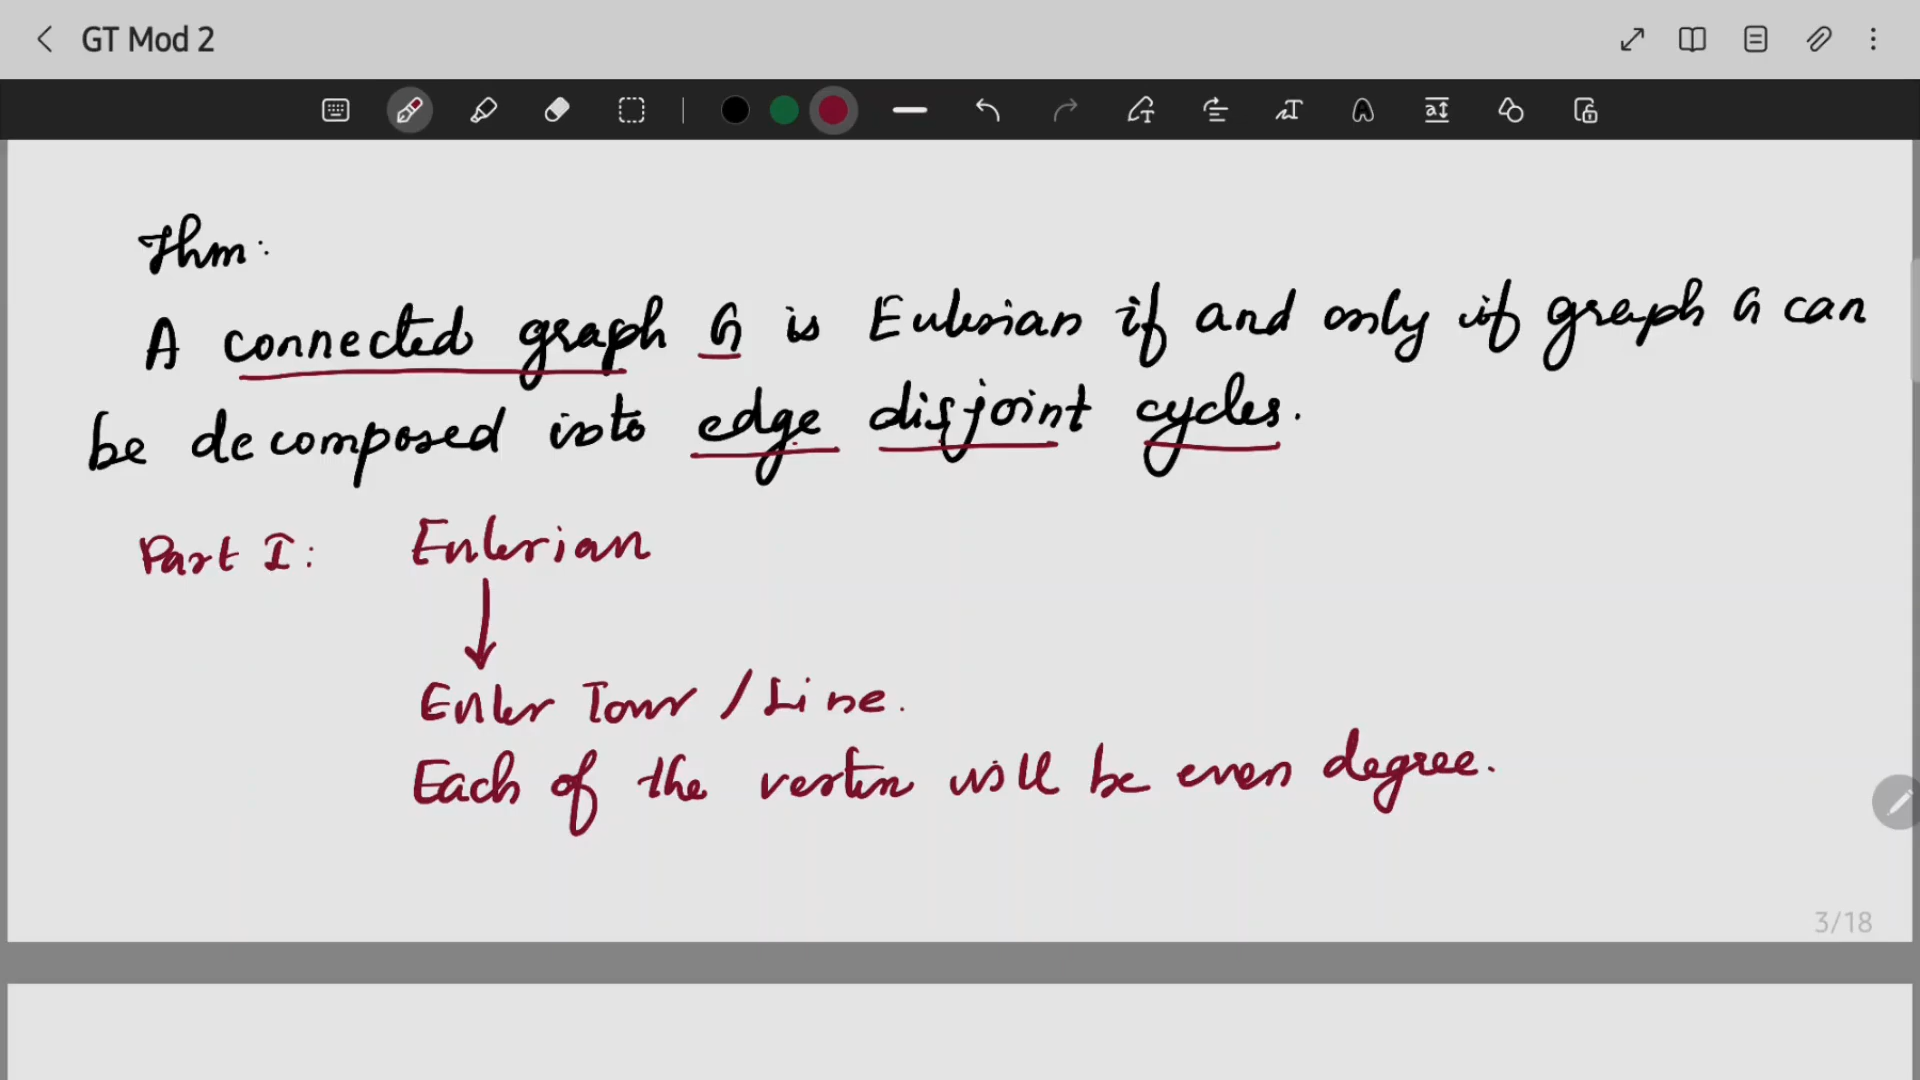 GT Mod 2
Thm:
A connected graph G is Eulerian if and only if graph G can
be decomposed into edge disjoint cycles.
Part I: Eulerian
Euler Tour / Line.
Each of the vertex will be even degree.
3/18